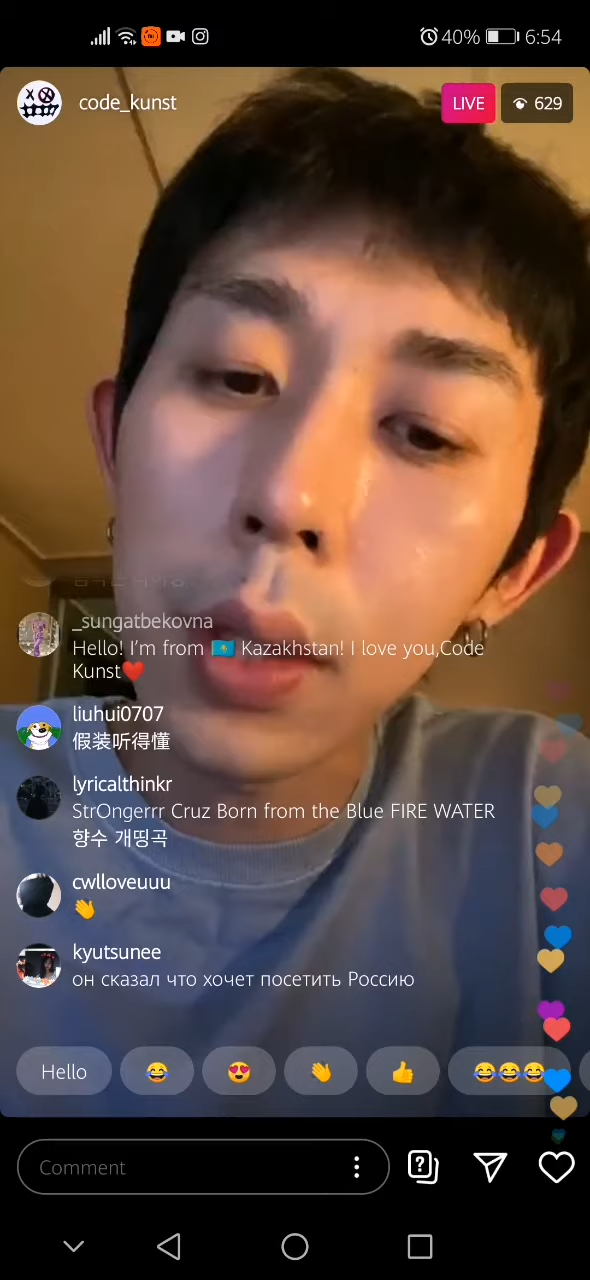 40% 6:54
code_kunst LIVE 629
_sungatbekovna
Hello! I'm from 🇰🇿 Kazakhstan! I love you,Code
Kunst❤️
liuhui0707
假装听得懂
lyricalthinkr
StrOngerrr Cruz Born from the Blue FIRE WATER
향수 개띵곡
cwlloveuuu
👋
kyutsunee
он сказал что хочет посетить Россию
Hello 😂 😍 👋 👍 😂😂😂
Comment